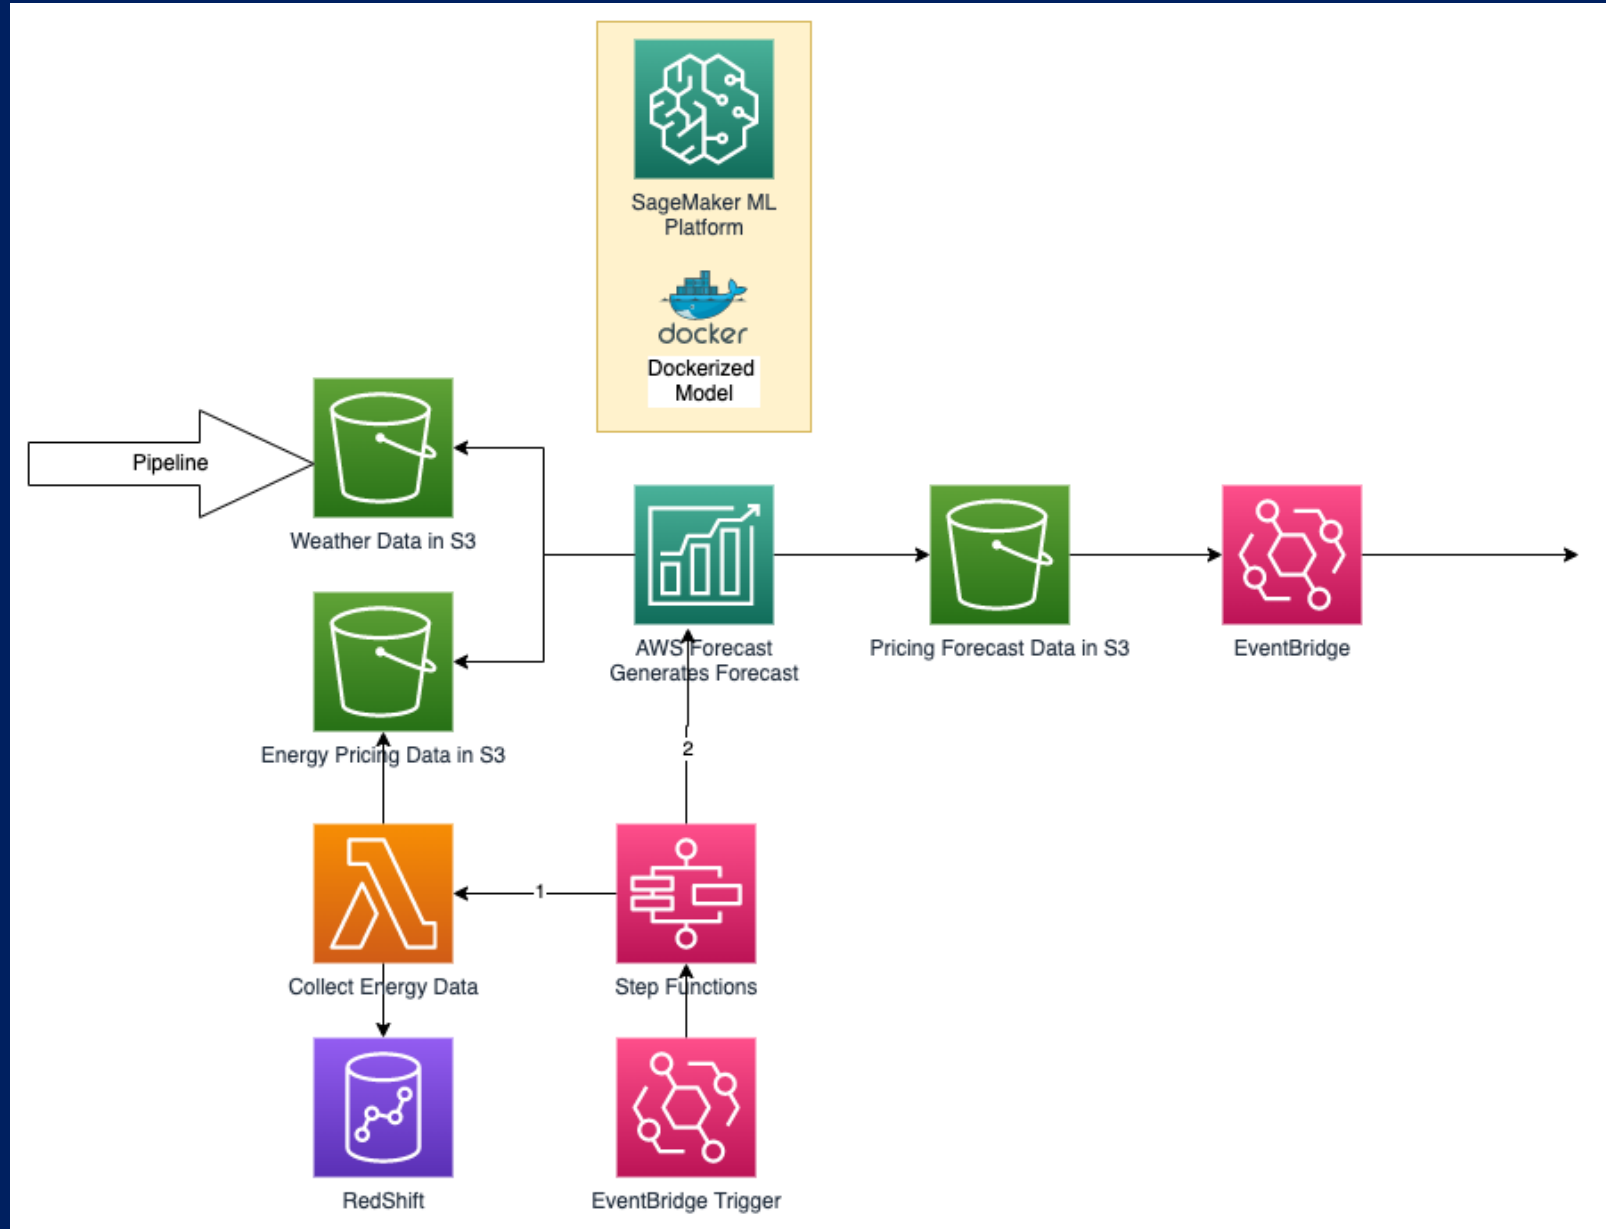 SageMaker ML
Platform
docker
Dockerized
Model
Pipeline
Weather Data in S3
AWS Forecast
Generates Forecast
Pricing Forecast Data in S3
EventBridge
Energy Pricing Data in S3
2
1
Collect Energy Data
Step Functions
RedShift
EventBridge Trigger